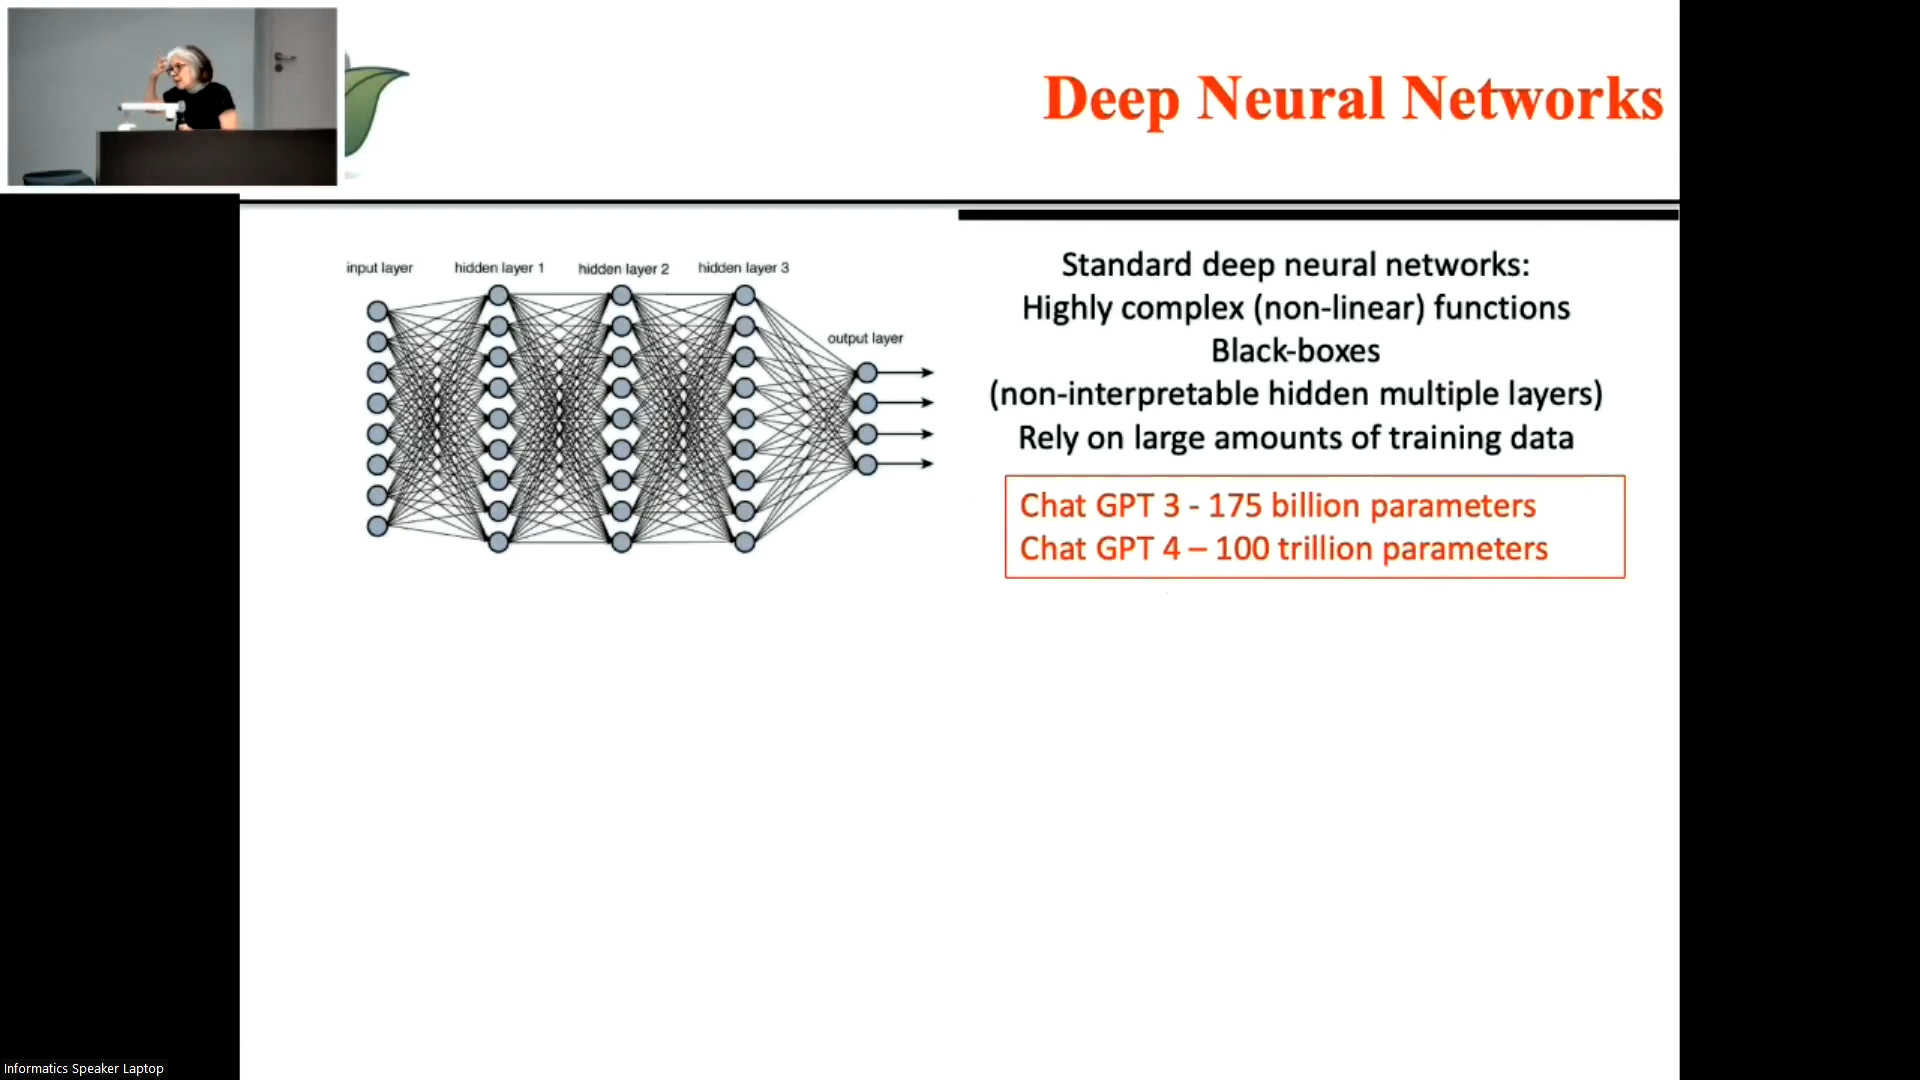 Deep Neural Networks
input layer
hidden layer 1
hidden layer 2
hidden layer 3
output layer
Standard deep neural networks:
Highly complex (non-linear) functions
Black-boxes
(non-interpretable hidden multiple layers)
Rely on large amounts of training data
Chat GPT 3 - 175 billion parameters
Chat GPT 4 – 100 trillion parameters
Informatics Speaker Laptop